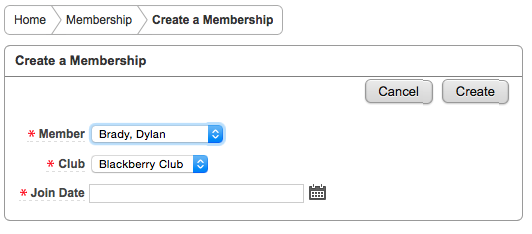 Home Membership Create a Membership
Create a Membership
Cancel Create
* Member Brady, Dylan
* Club Blackberry Club
* Join Date